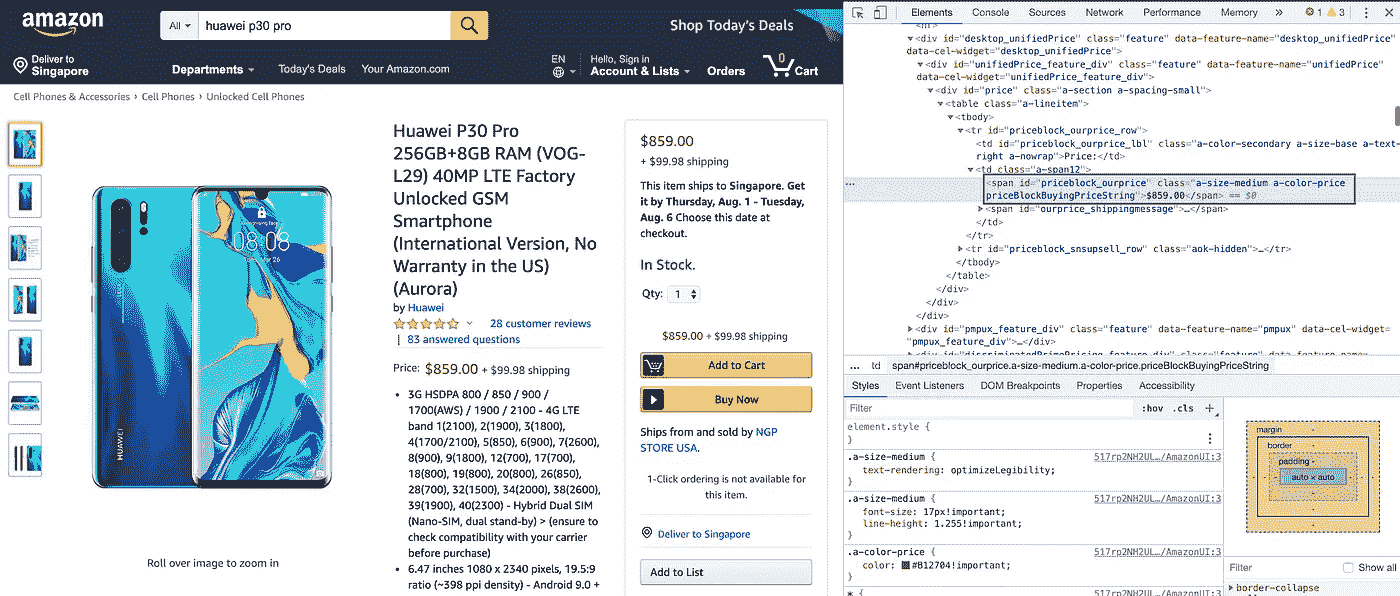 amazon
All
huawei p30 pro
Shop Today's Deals
Deliver to
Singapore
Departments
Today's Deals
Your Amazon.com
EN
Hello, Sign in
Account & Lists
Orders
0
Cart
Cell Phones & Accessories › Cell Phones › Unlocked Cell Phones
08:08
HUAWEI
Roll over image to zoom in
Huawei P30 Pro
256GB+8GB RAM (VOG-
L29) 40MP LTE Factory
Unlocked GSM
Smartphone
(International Version, No
Warranty in the US)
(Aurora)
by Huawei
28 customer reviews
| 83 answered questions
Price: $859.00 + $99.98 shipping
• 3G HSDPA 800 / 850 / 900 /
1700(AWS) / 1900 / 2100 - 4G LTE
band 1(2100), 2(1900), 3(1800),
4(1700/2100), 5(850), 6(900), 7(2600),
8(900), 9(1800), 12(700), 17(700),
18(800), 19(800), 20(800), 26(850),
28(700), 32(1500), 34(2000), 38(2600),
39(1900), 40(2300) - Hybrid Dual SIM
(Nano-SIM, dual stand-by) > (ensure to
check compatibility with your carrier
before purchase)
• 6.47 inches 1080 x 2340 pixels, 19.5:9
ratio (~398 ppi density) - Android 9.0 +
$859.00
+ $99.98 shipping
This item ships to Singapore. Get
it by Thursday, Aug. 1 - Tuesday,
Aug. 6 Choose this date at
checkout.
In Stock.
Qty: 1
$859.00 + $99.98 shipping
Add to Cart
Buy Now
Ships from and sold by NGP
STORE USA.
1-Click ordering is not available for
this item.
Deliver to Singapore
Add to List
Elements
Console
Sources
Network
Performance
Memory
»
1
3
<div id="desktop_unifiedPrice" class="feature" data-feature-name="desktop_unifiedPrice"
data-cel-widget="desktop_unifiedPrice">
<div id="unifiedPrice_feature_div" class="feature" data-feature-name="unifiedPrice"
data-cel-widget="unifiedPrice_feature_div">
<div id="price" class="a-section a-spacing-small">
<table class="a-lineitem">
<tbody>
<tr id="priceblock_ourprice_row">
<td id="priceblock_ourprice_lbl" class="a-color-secondary a-size-base a-text-
right a-nowrap">Price:</td>
<td class="a-span12">
<span id="priceblock_ourprice" class="a-size-medium a-color-price
priceBlockBuyingPriceString">$859.00</span> == $0
<span id="ourprice_shippingmessage">…</span>
</td>
</tr>
<tr id="priceblock_snsupsell_row" class="aok-hidden">…</tr>
</tbody>
</table>
</div>
</div>
</div>
<div id="pmpux_feature_div" class="feature" data-feature-name="pmpux" data-cel-widget=
"pmpux_feature_div">…</div>
… td span#priceblock_ourprice.a-size-medium.a-color-price.priceBlockBuyingPriceString
Styles
Event Listeners
DOM Breakpoints
Properties
Accessibility
Filter
:hov .cls +
element.style {
}
.a-size-medium { 517rp2NH2UL…/AmazonUI:3
text-rendering: optimizeLegibility;
}
.a-size-medium { 517rp2NH2UL…/AmazonUI:3
font-size: 17px!important;
line-height: 1.255!important;
}
.a-color-price { 517rp2NH2UL…/AmazonUI:3
color: #B12704!important;
}
* { 517rp2NH2UL…/AmazonUI:3
margin -
border -
padding -
auto × auto
Filter
Show all
border-collapse